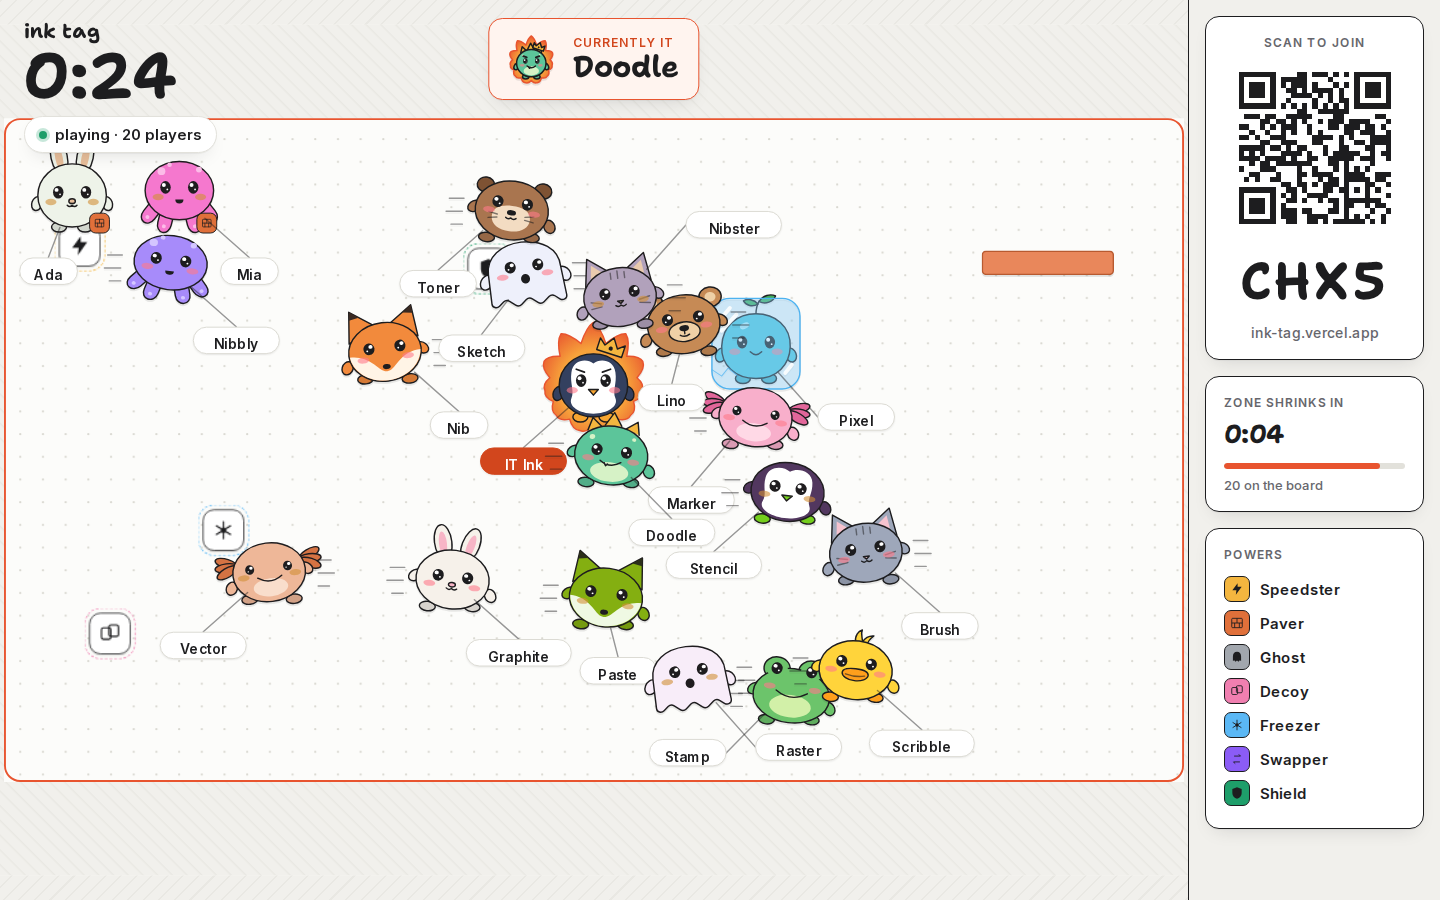 ink tag
0:24
CURRENTLY IT
Doodle
playing · 20 players
Ada
Mia
Nibbly
Toner
Nibster
Sketch
Nib
Lino
Pixel
IT Ink
Marker
Doodle
Stencil
Vector
Graphite
Paste
Brush
Stamp
Raster
Scribble
SCAN TO JOIN
CHX5
ink-tag.vercel.app
ZONE SHRINKS IN
0:04
20 on the board
POWERS
Speedster
Paver
Ghost
Decoy
Freezer
Swapper
Shield